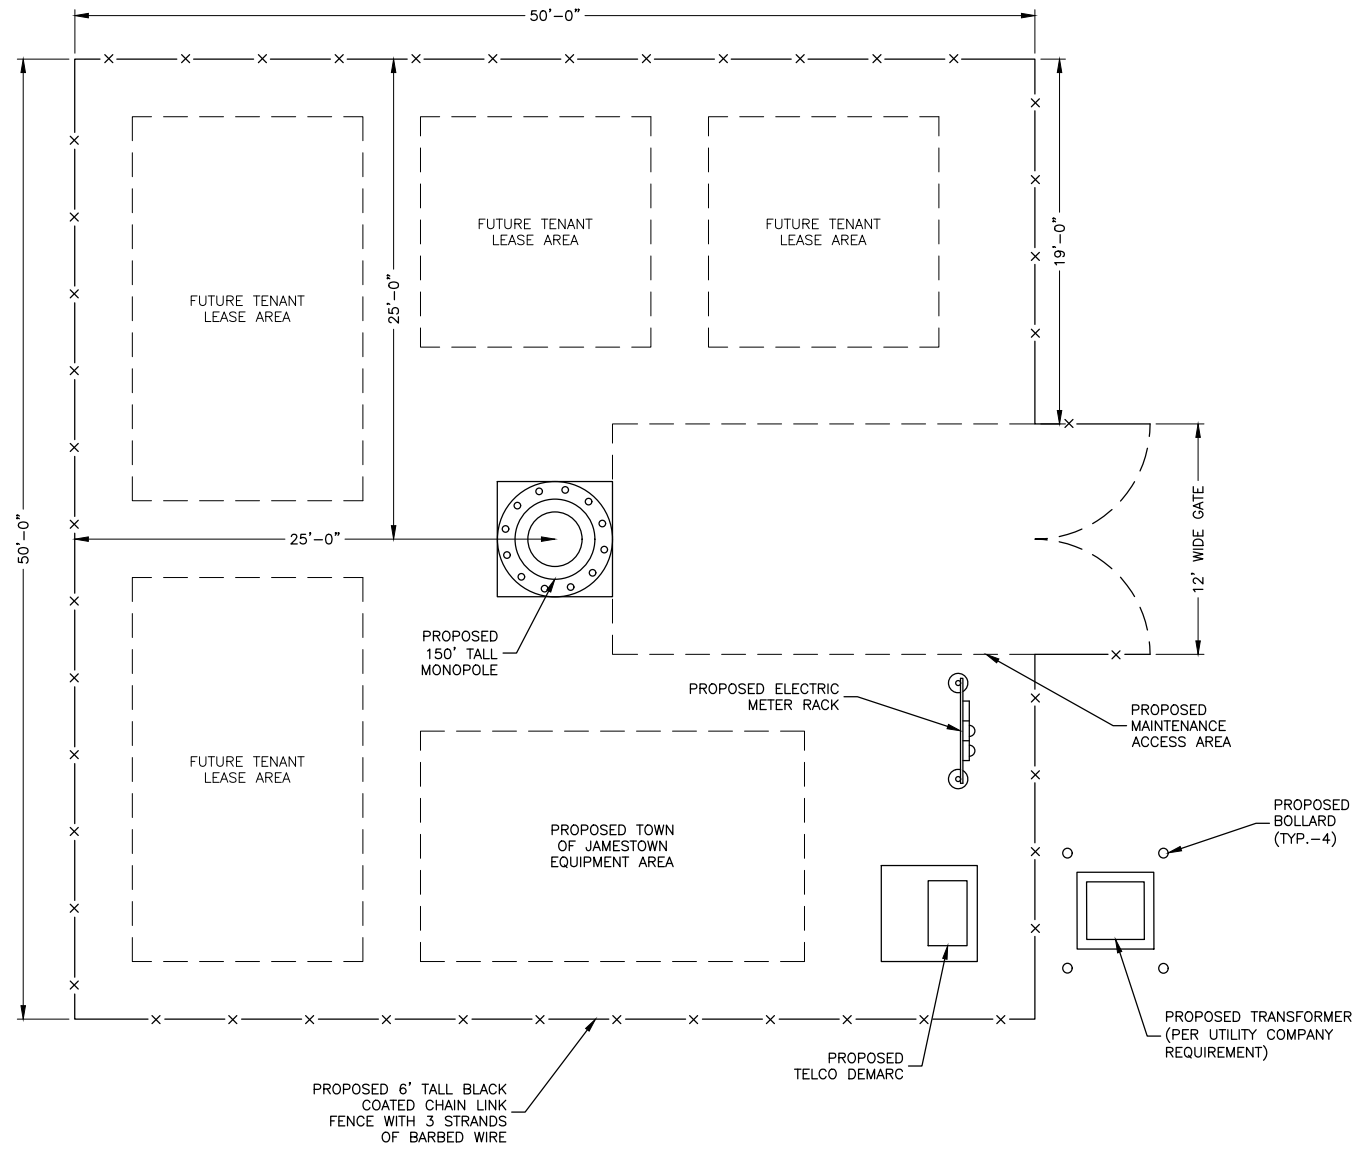 50'-0"
FUTURE TENANT
LEASE AREA
FUTURE TENANT
LEASE AREA
FUTURE TENANT
LEASE AREA
19'-0"
25'-0"
50'-0"
25'-0"
12' WIDE GATE
PROPOSED
150' TALL
MONOPOLE
PROPOSED ELECTRIC
METER RACK
PROPOSED
MAINTENANCE
ACCESS AREA
FUTURE TENANT
LEASE AREA
PROPOSED TOWN
OF JAMESTOWN
EQUIPMENT AREA
PROPOSED
BOLLARD
(TYP.-4)
PROPOSED TRANSFORMER
(PER UTILITY COMPANY
REQUIREMENT)
PROPOSED
TELCO DEMARC
PROPOSED 6' TALL BLACK
COATED CHAIN LINK
FENCE WITH 3 STRANDS
OF BARBED WIRE